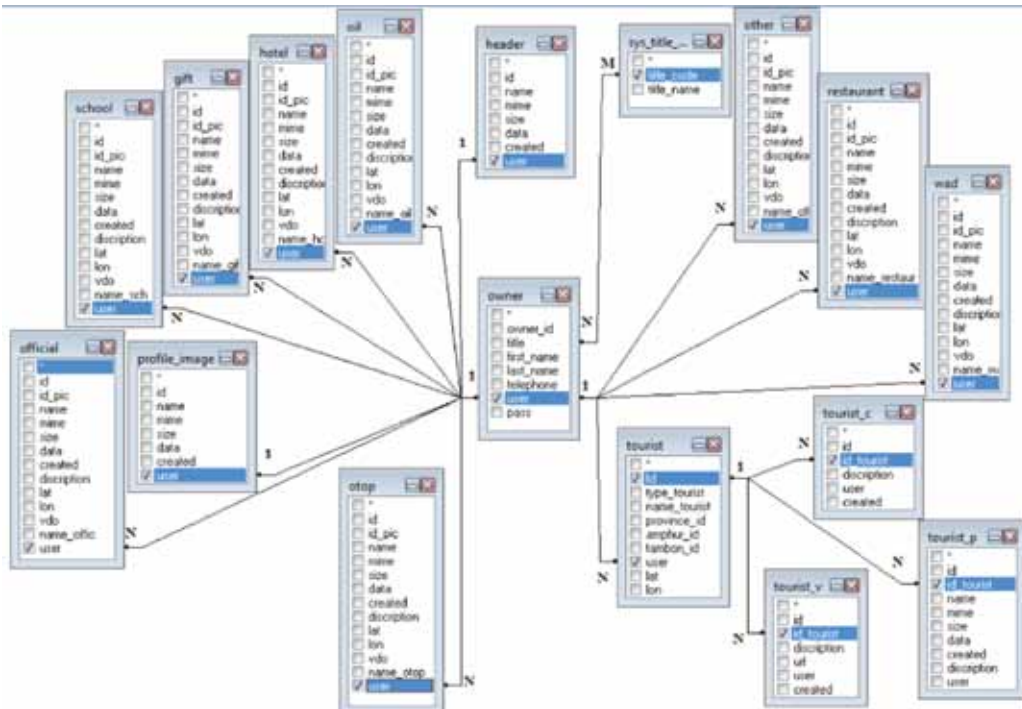 school
*
id
id_pic
name
mime
size
data
created
discription
lat
lon
vdo
name_sch
user
gift
*
id
id_pic
name
mime
size
data
created
discription
lat
lon
vdo
name_gif
user
hotel
*
id
id_pic
name
mime
size
data
created
discription
lat
lon
vdo
name_ho
user
oil
*
id
id_pic
name
mime
size
data
created
discription
lat
lon
vdo
name_oil
user
header
*
id
name
mime
size
data
created
user
sys_title_...
*
title_code
title_name
other
*
id
id_pic
name
mime
size
data
created
discription
lat
lon
vdo
name_otl
user
restaurant
*
id
id_pic
name
mime
size
data
created
discription
lat
lon
vdo
name_restaur
user
wad
*
id
id_pic
name
mime
size
data
created
discription
lat
lon
vdo
user
official
*
id
id_pic
name
mime
size
data
created
discription
lat
lon
vdo
name_offic
user
profile_image
*
id
name
mime
size
data
created
user
owner
*
owner_id
title
first_name
last_name
telephone
user
pass
otop
*
id
id_pic
name
mime
size
data
created
discription
lat
lon
vdo
name_otop
user
tourist
*
id
type_tourist
name_tourist
province_id
amphur_id
tambon_id
user
lat
lon
tourist_c
*
id
id_tourist
discription
user
created
tourist_v
*
id
id_tourist
discription
url
user
created
tourist_p
*
id
id_tourist
name
mime
size
data
created
discription
user
N
N
N
N
1
M
N
N
N
N
1
1
1
N
N
N
1
N
N
N